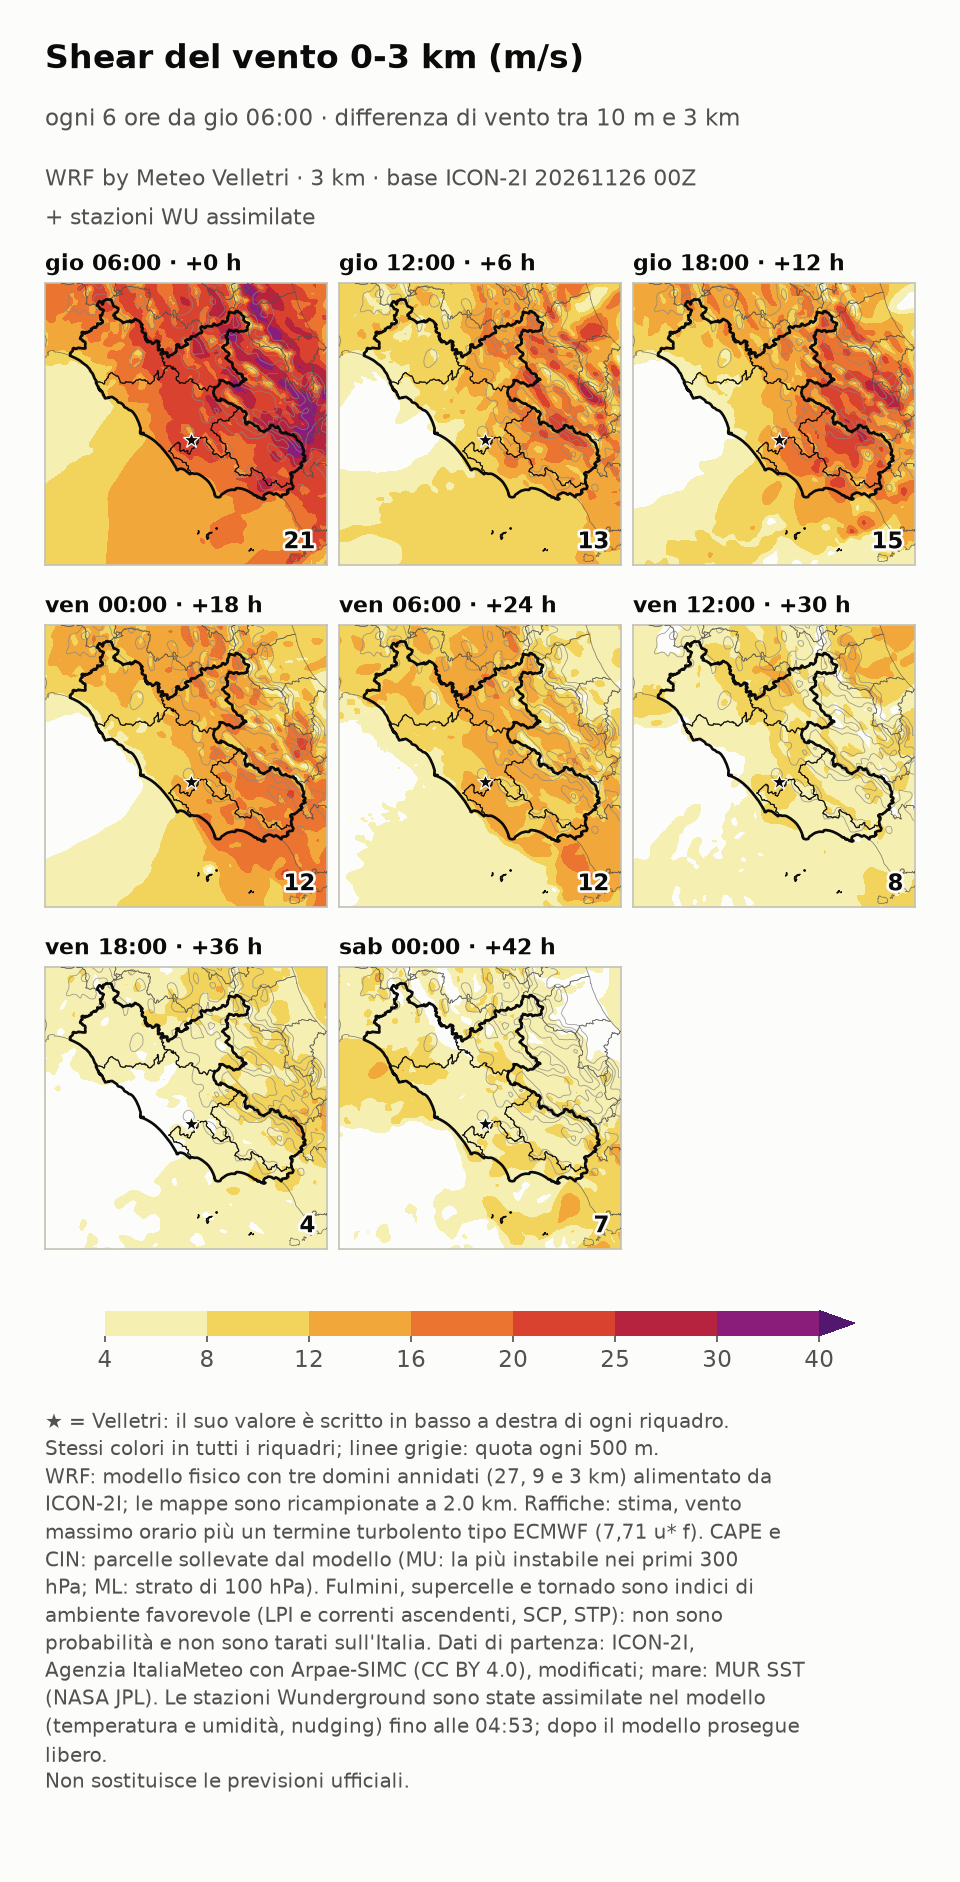 Shear del vento 0-3 km (m/s)
ogni 6 ore da gio 06:00 · differenza di vento tra 10 m e 3 km
WRF by Meteo Velletri · 3 km · base ICON-2I 20261126 00Z
+ stazioni WU assimilate
gio 06:00 · +0 h
gio 12:00 · +6 h
gio 18:00 · +12 h
21
13
15
ven 00:00 · +18 h
ven 06:00 · +24 h
ven 12:00 · +30 h
12
12
8
ven 18:00 · +36 h
sab 00:00 · +42 h
4
7
4 8 12 16 20 25 30 40
★ = Velletri: il suo valore è scritto in basso a destra di ogni riquadro.
Stessi colori in tutti i riquadri; linee grigie: quota ogni 500 m.
WRF: modello fisico con tre domini annidati (27, 9 e 3 km) alimentato da
ICON-2I; le mappe sono ricampionate a 2.0 km. Raffiche: stima, vento
massimo orario più un termine turbolento tipo ECMWF (7,71 u* f). CAPE e
CIN: parcelle sollevate dal modello (MU: la più instabile nei primi 300
hPa; ML: strato di 100 hPa). Fulmini, supercelle e tornado sono indici di
ambiente favorevole (LPI e correnti ascendenti, SCP, STP): non sono
probabilità e non sono tarati sull'Italia. Dati di partenza: ICON-2I,
Agenzia ItaliaMeteo con Arpae-SIMC (CC BY 4.0), modificati; mare: MUR SST
(NASA JPL). Le stazioni Wunderground sono state assimilate nel modello
(temperatura e umidità, nudging) fino alle 04:53; dopo il modello prosegue
libero.
Non sostituisce le previsioni ufficiali.